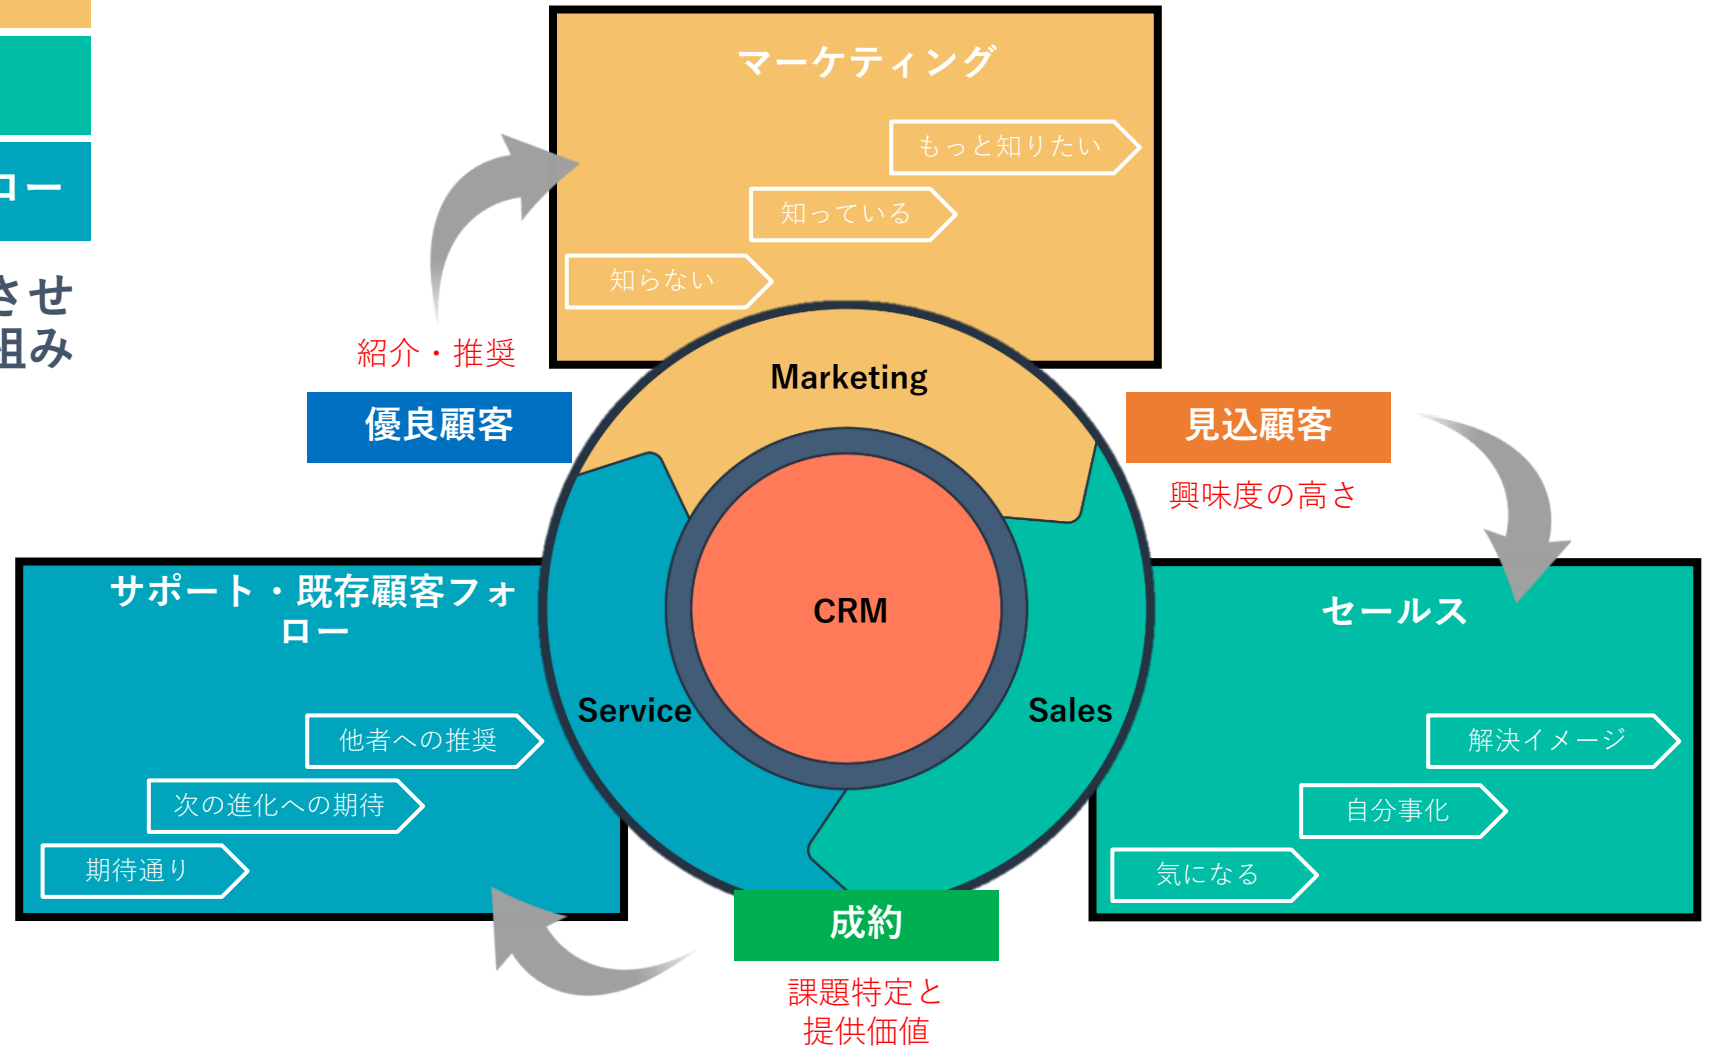 ロー
させ
組み
マーケティング
もっと知りたい
知っている
知らない
紹介・推奨
優良顧客
Marketing
見込顧客
興味度の高さ
サポート・既存顧客フォ
ロー
他者への推奨
次の進化への期待
期待通り
CRM
Service
Sales
セールス
解決イメージ
自分事化
気になる
成約
課題特定と
提供価値